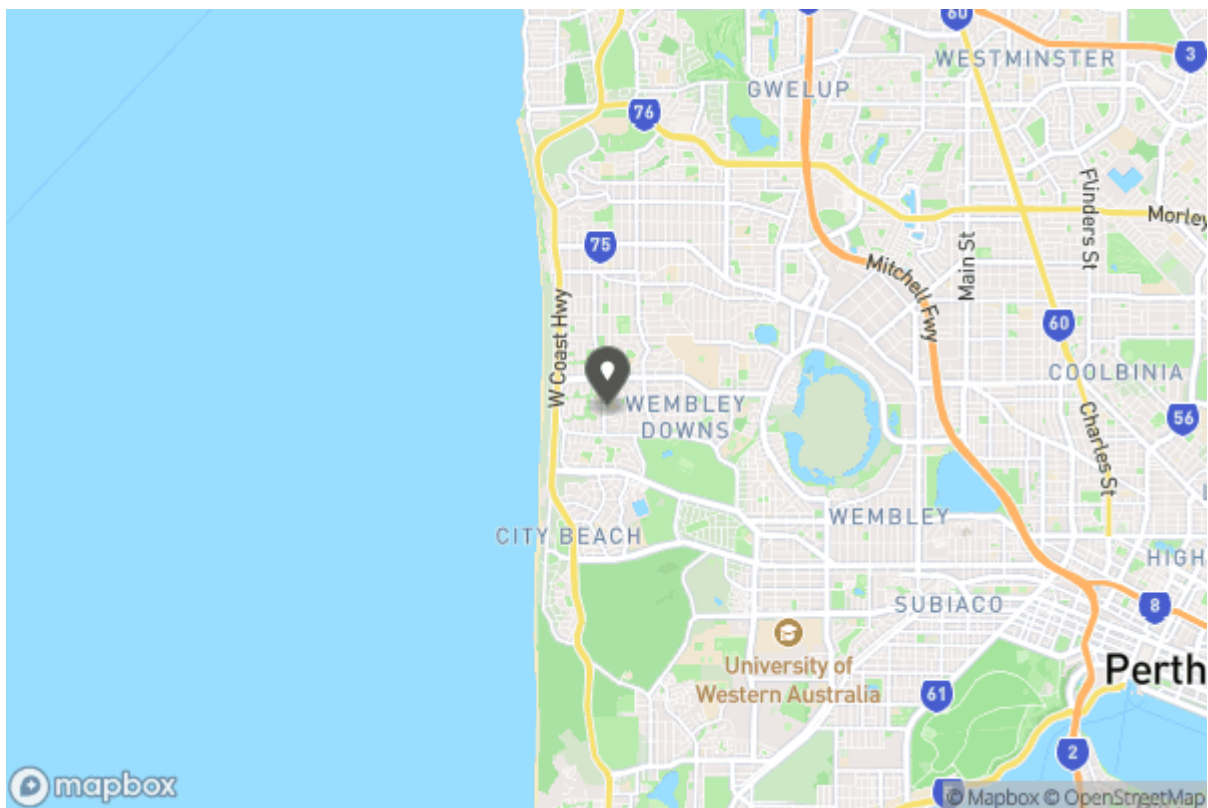 60
WESTMINSTER
3
GWELUP
76
Flinders St
Morley
75
Main St
Mitchell Fwy
W Coast Hwy
60
COOLBINIA
WEMBLEY
DOWNS
56
Charles St
WEMBLEY
CITY BEACH
HIGH
8
SUBIACO
University of
Western Australia
Perth
61
2
mapbox
© Mapbox © OpenStreetMap